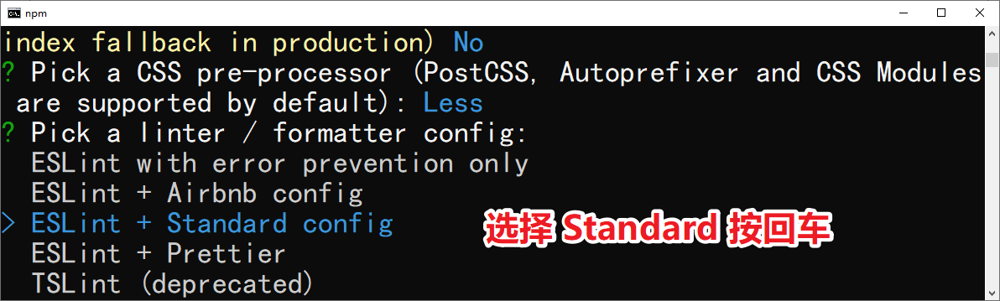 npm
index fallback in production) No
? Pick a CSS pre-processor (PostCSS, Autoprefixer and CSS Modules
are supported by default): Less
? Pick a linter / formatter config:
ESLint with error prevention only
ESLint + Airbnb config
> ESLint + Standard config
选择 Standard 按回车
ESLint + Prettier
TSLint (deprecated)